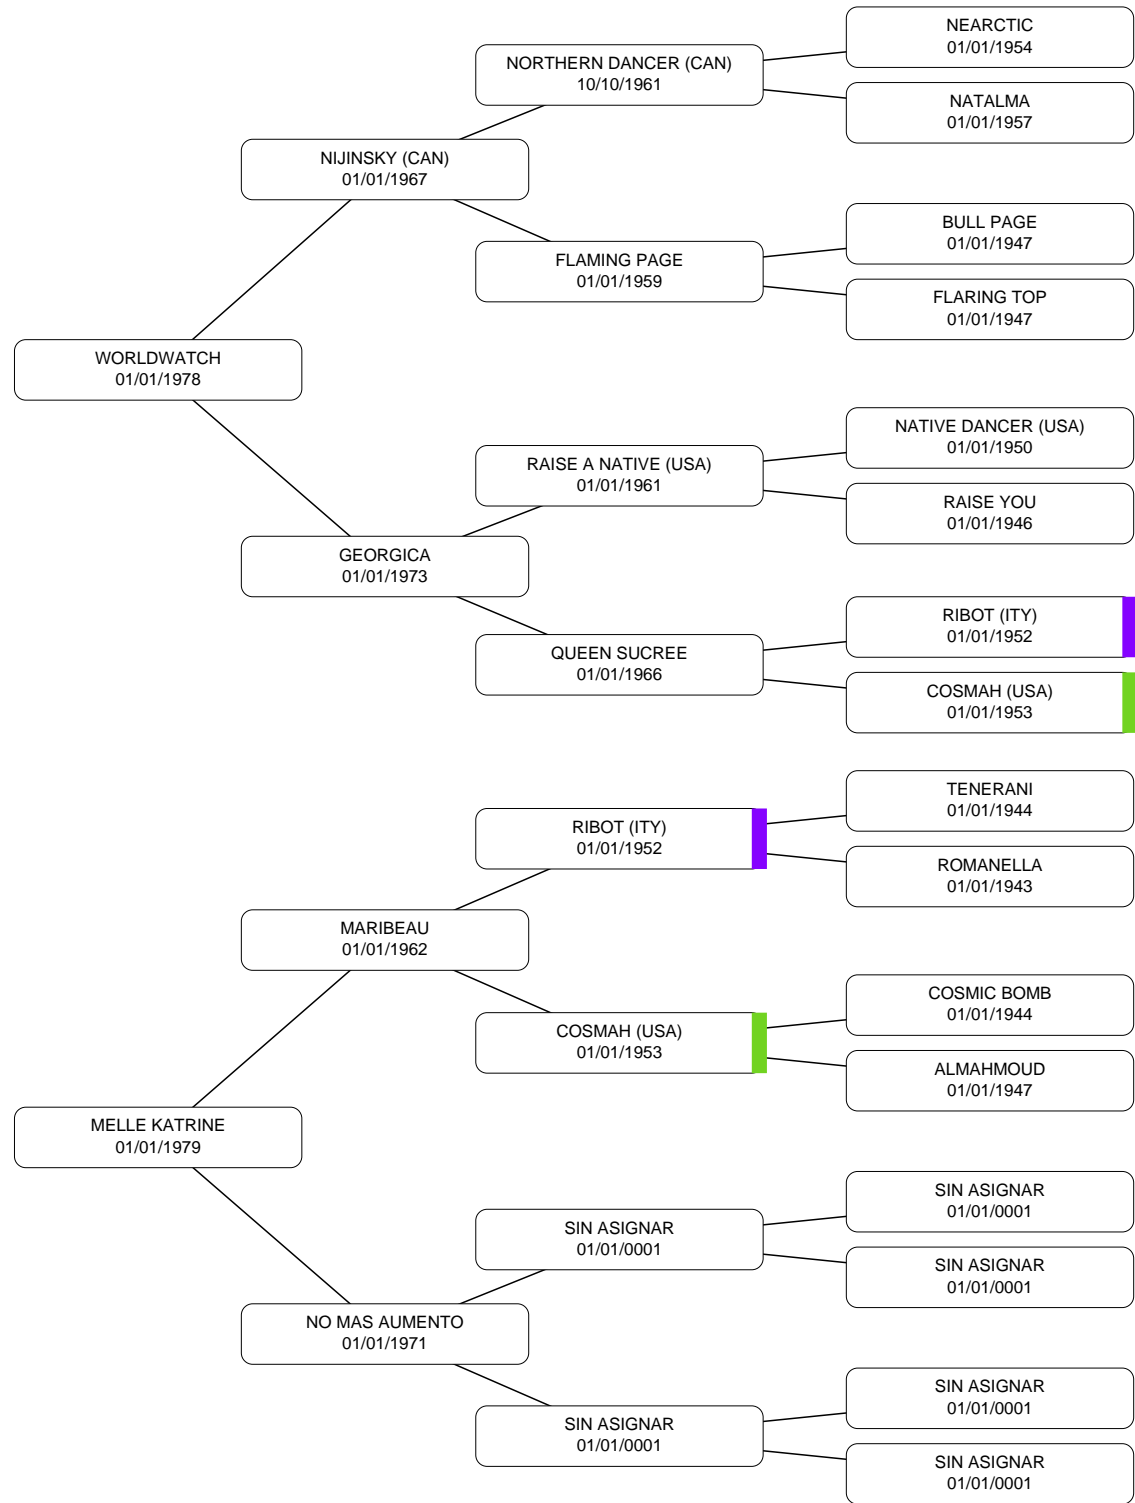 NEARCTIC
01/01/1954
NORTHERN DANCER (CAN)
10/10/1961
NATALMA
01/01/1957
NIJINSKY (CAN)
01/01/1967
BULL PAGE
01/01/1947
FLAMING PAGE
01/01/1959
FLARING TOP
01/01/1947
WORLDWATCH
01/01/1978
NATIVE DANCER (USA)
01/01/1950
RAISE A NATIVE (USA)
01/01/1961
RAISE YOU
01/01/1946
GEORGICA
01/01/1973
RIBOT (ITY)
01/01/1952
QUEEN SUCREE
01/01/1966
COSMAH (USA)
01/01/1953
TENERANI
01/01/1944
RIBOT (ITY)
01/01/1952
ROMANELLA
01/01/1943
MARIBEAU
01/01/1962
COSMIC BOMB
01/01/1944
COSMAH (USA)
01/01/1953
ALMAHMOUD
01/01/1947
MELLE KATRINE
01/01/1979
SIN ASIGNAR
01/01/0001
SIN ASIGNAR
01/01/0001
SIN ASIGNAR
01/01/0001
NO MAS AUMENTO
01/01/1971
SIN ASIGNAR
01/01/0001
SIN ASIGNAR
01/01/0001
SIN ASIGNAR
01/01/0001